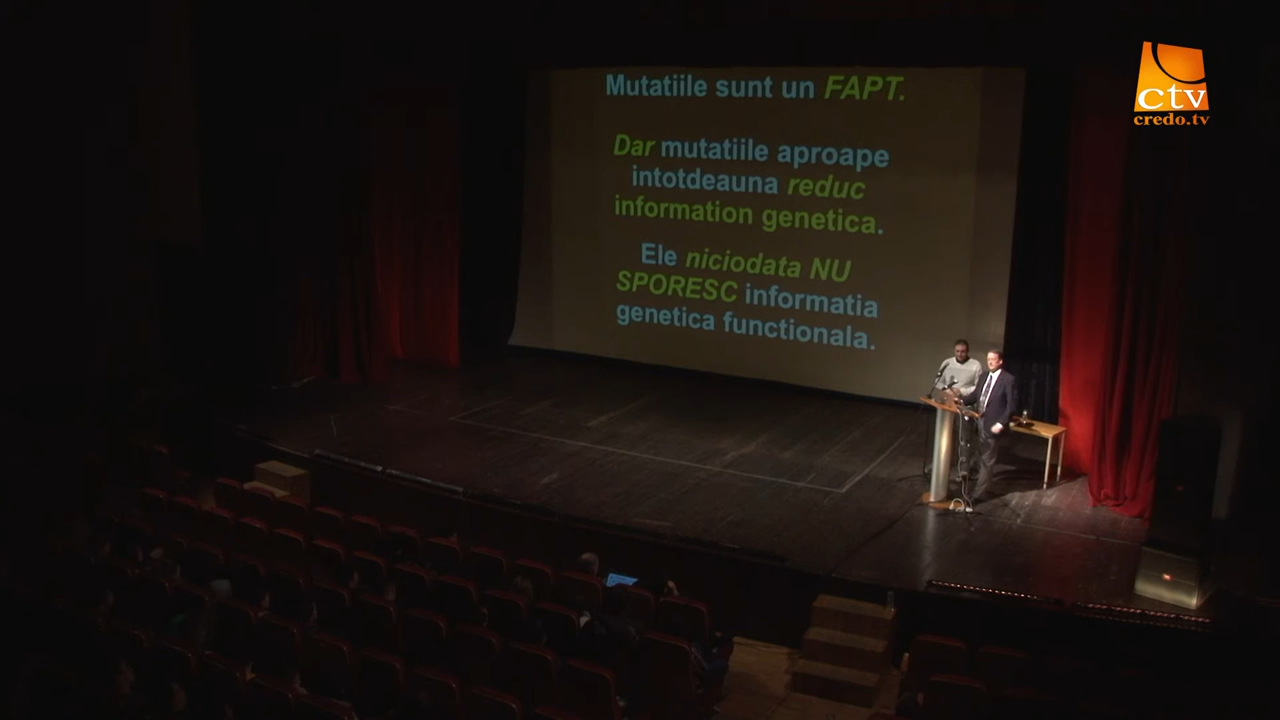 ctv
credo.tv
Mutatiile sunt un FAPT.
Dar mutatiile aproape
intotdeauna reduc
information genetica.
Ele niciodata NU
SPORESC informatia
genetica functionala.